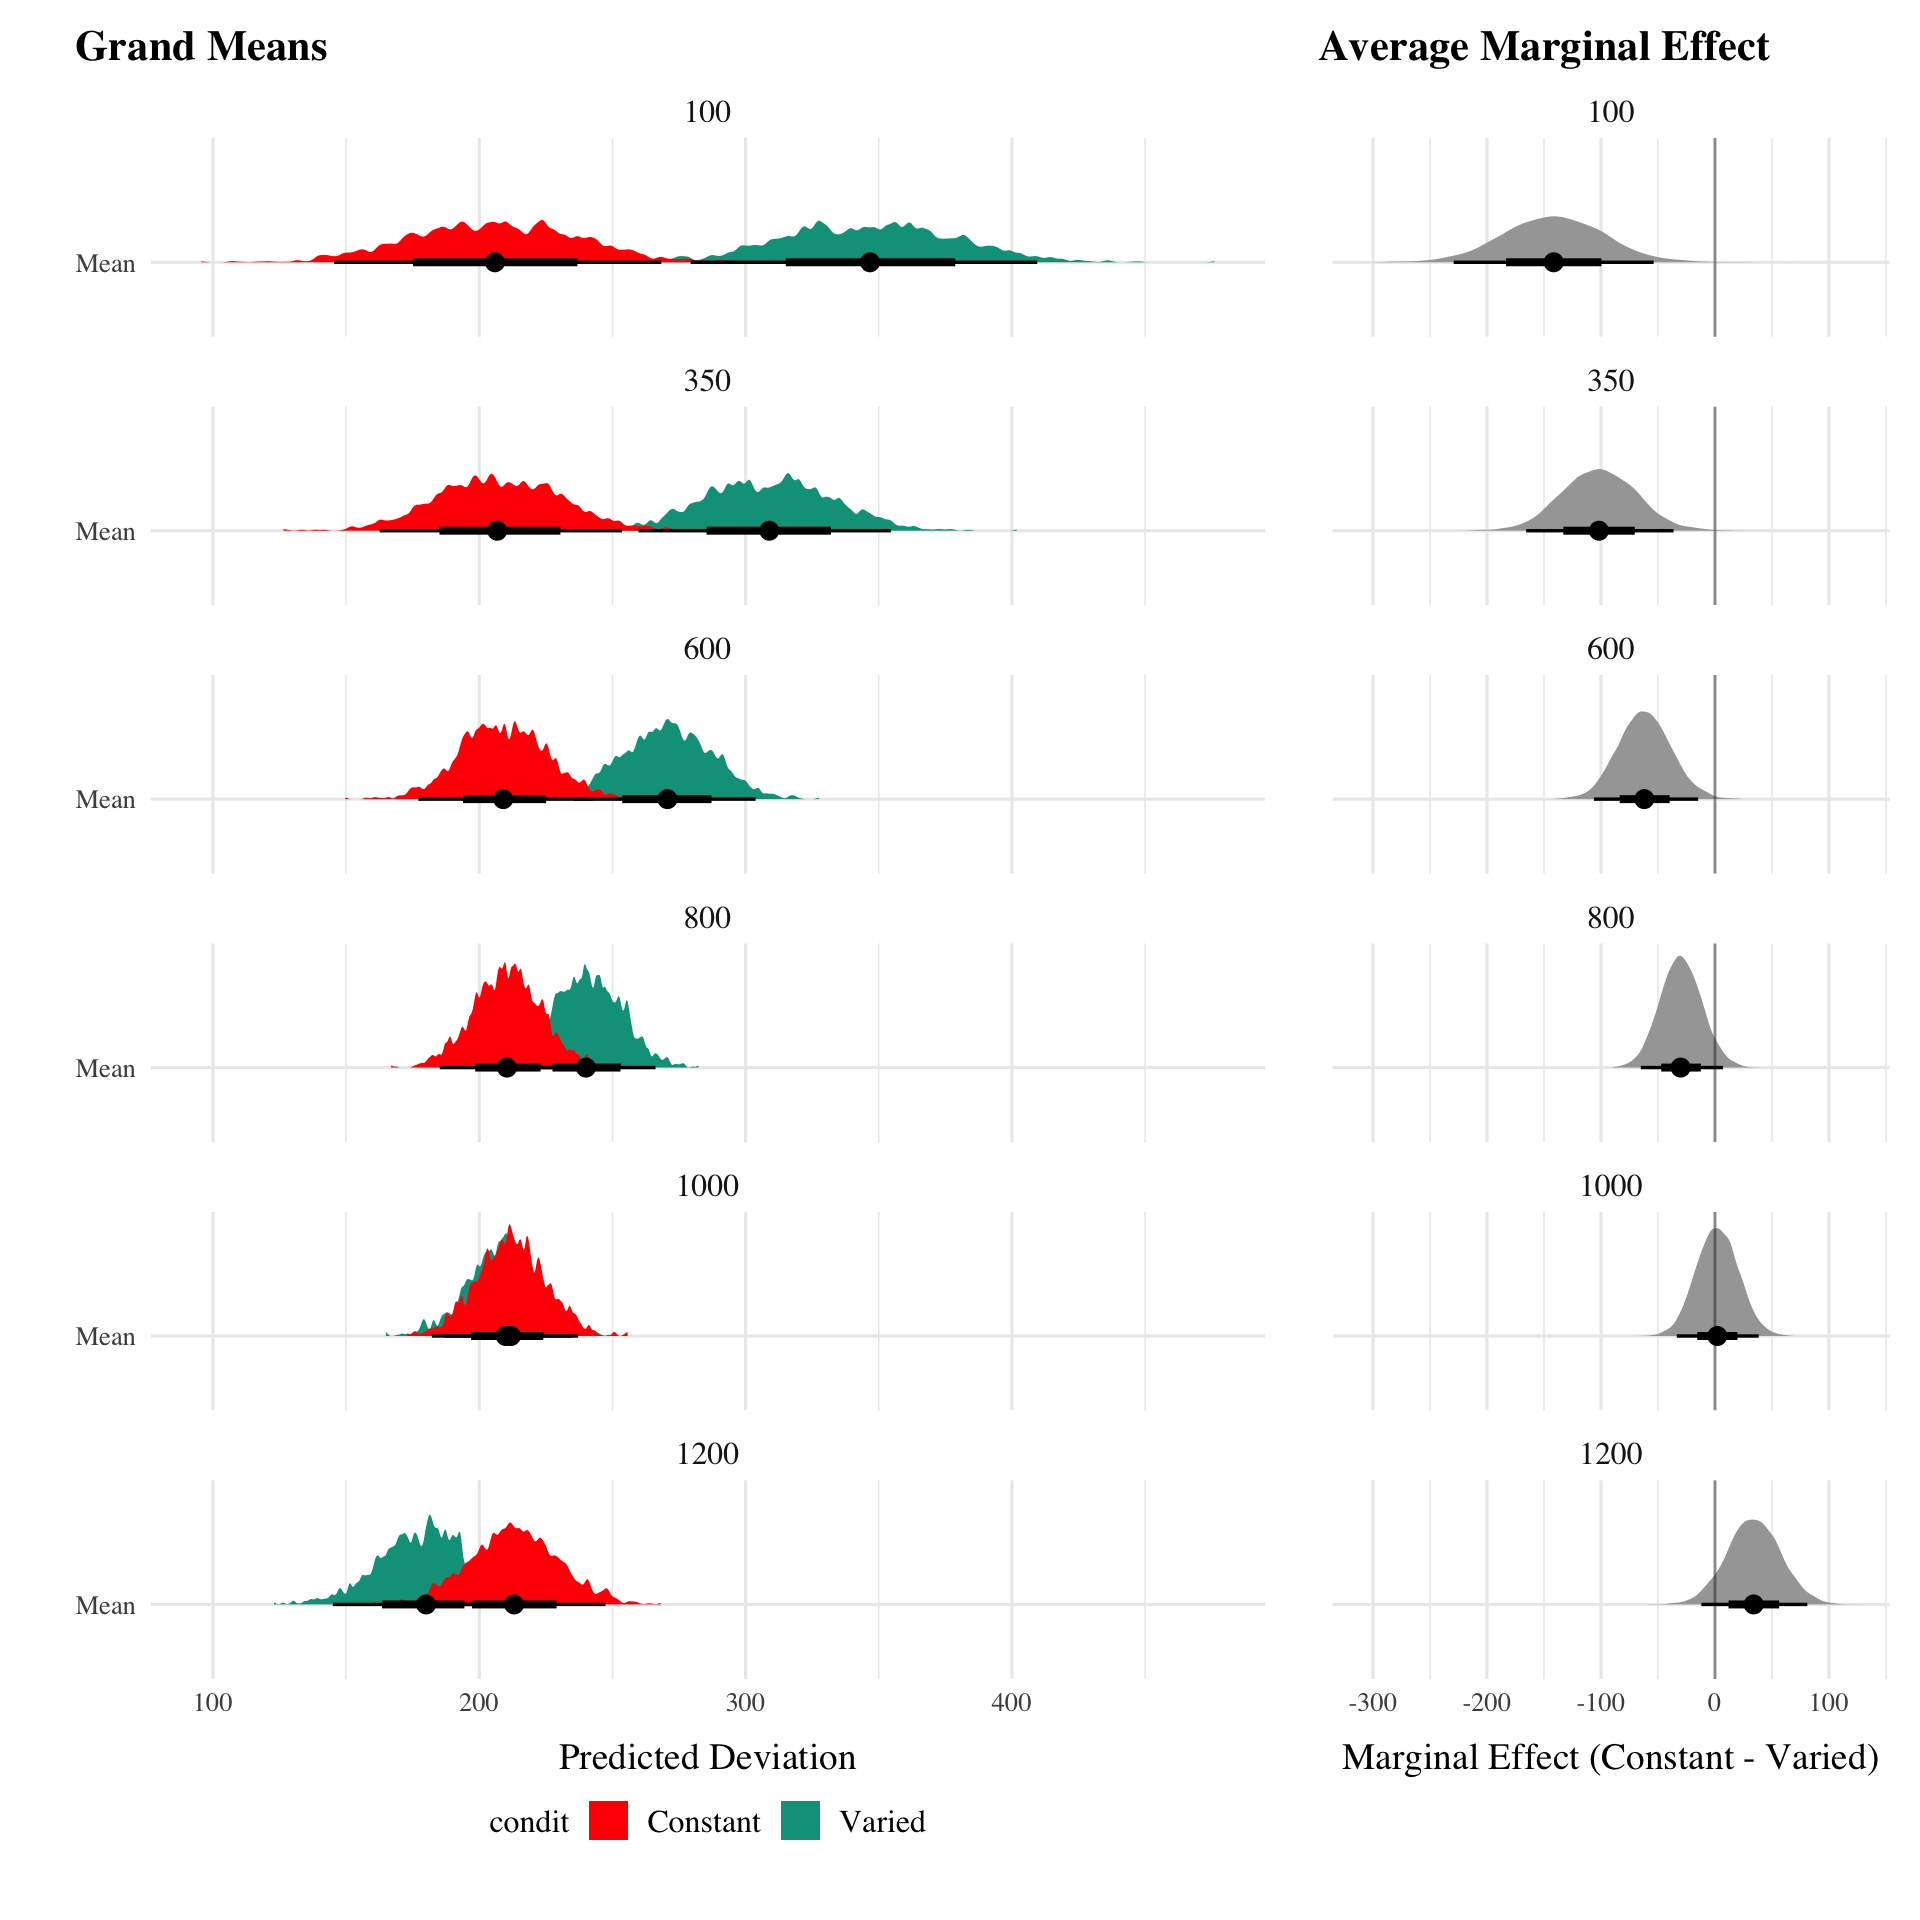 Grand Means
Average Marginal Effect
100
100
Mean
350
350
Mean
600
600
Mean
800
800
Mean
1000
1000
Mean
1200
1200
Mean
100 200 300 400
-300 -200 -100 0 100
Predicted Deviation
Marginal Effect (Constant - Varied)
condit Constant Varied